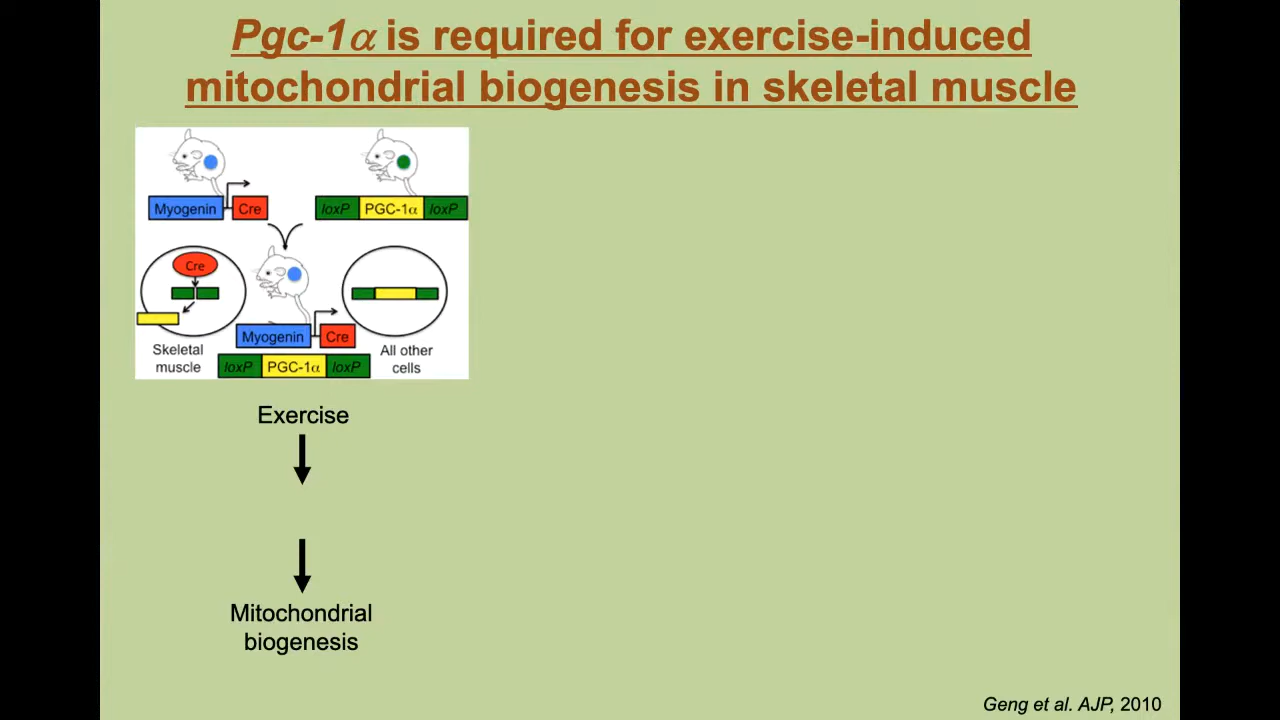 Pgc-1α is required for exercise-induced
mitochondrial biogenesis in skeletal muscle
Myogenin Cre
loxP PGC-1α loxP
Cre
Myogenin Cre
Skeletal
muscle
All other
cells
loxP PGC-1α loxP
Exercise
Mitochondrial
biogenesis
Geng et al. AJP, 2010